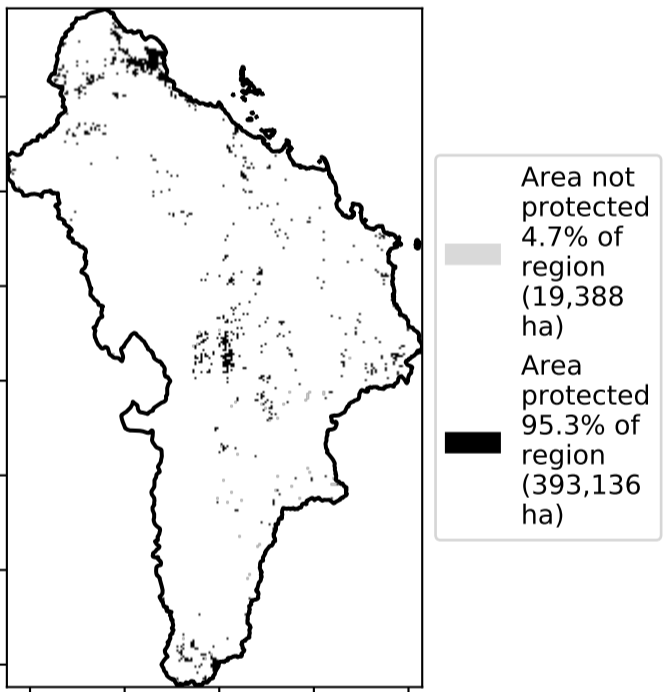 Area not
protected
4.7% of
region
(19,388
ha)
Area
protected
95.3% of
region
(393,136
ha)